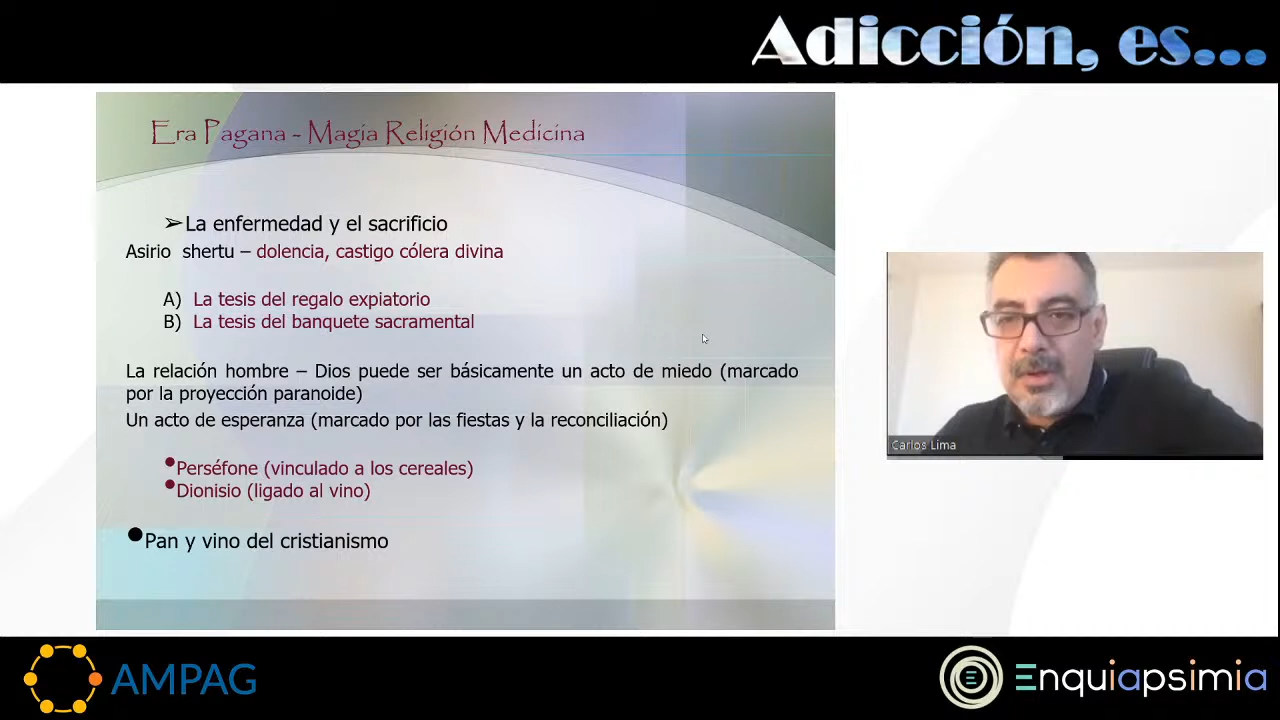 Adicción, es...
Era Pagana - Magia Religión Medicina
➢La enfermedad y el sacrificio
Asirio shertu – dolencia, castigo cólera divina
A) La tesis del regalo expiatorio
B) La tesis del banquete sacramental
La relación hombre – Dios puede ser básicamente un acto de miedo (marcado
por la proyección paranoide)
Un acto de esperanza (marcado por las fiestas y la reconciliación)
•Perséfone (vinculado a los cereales)
•Dionisio (ligado al vino)
•Pan y vino del cristianismo
Carlos Lima
AMPAG
Enquiapsimia